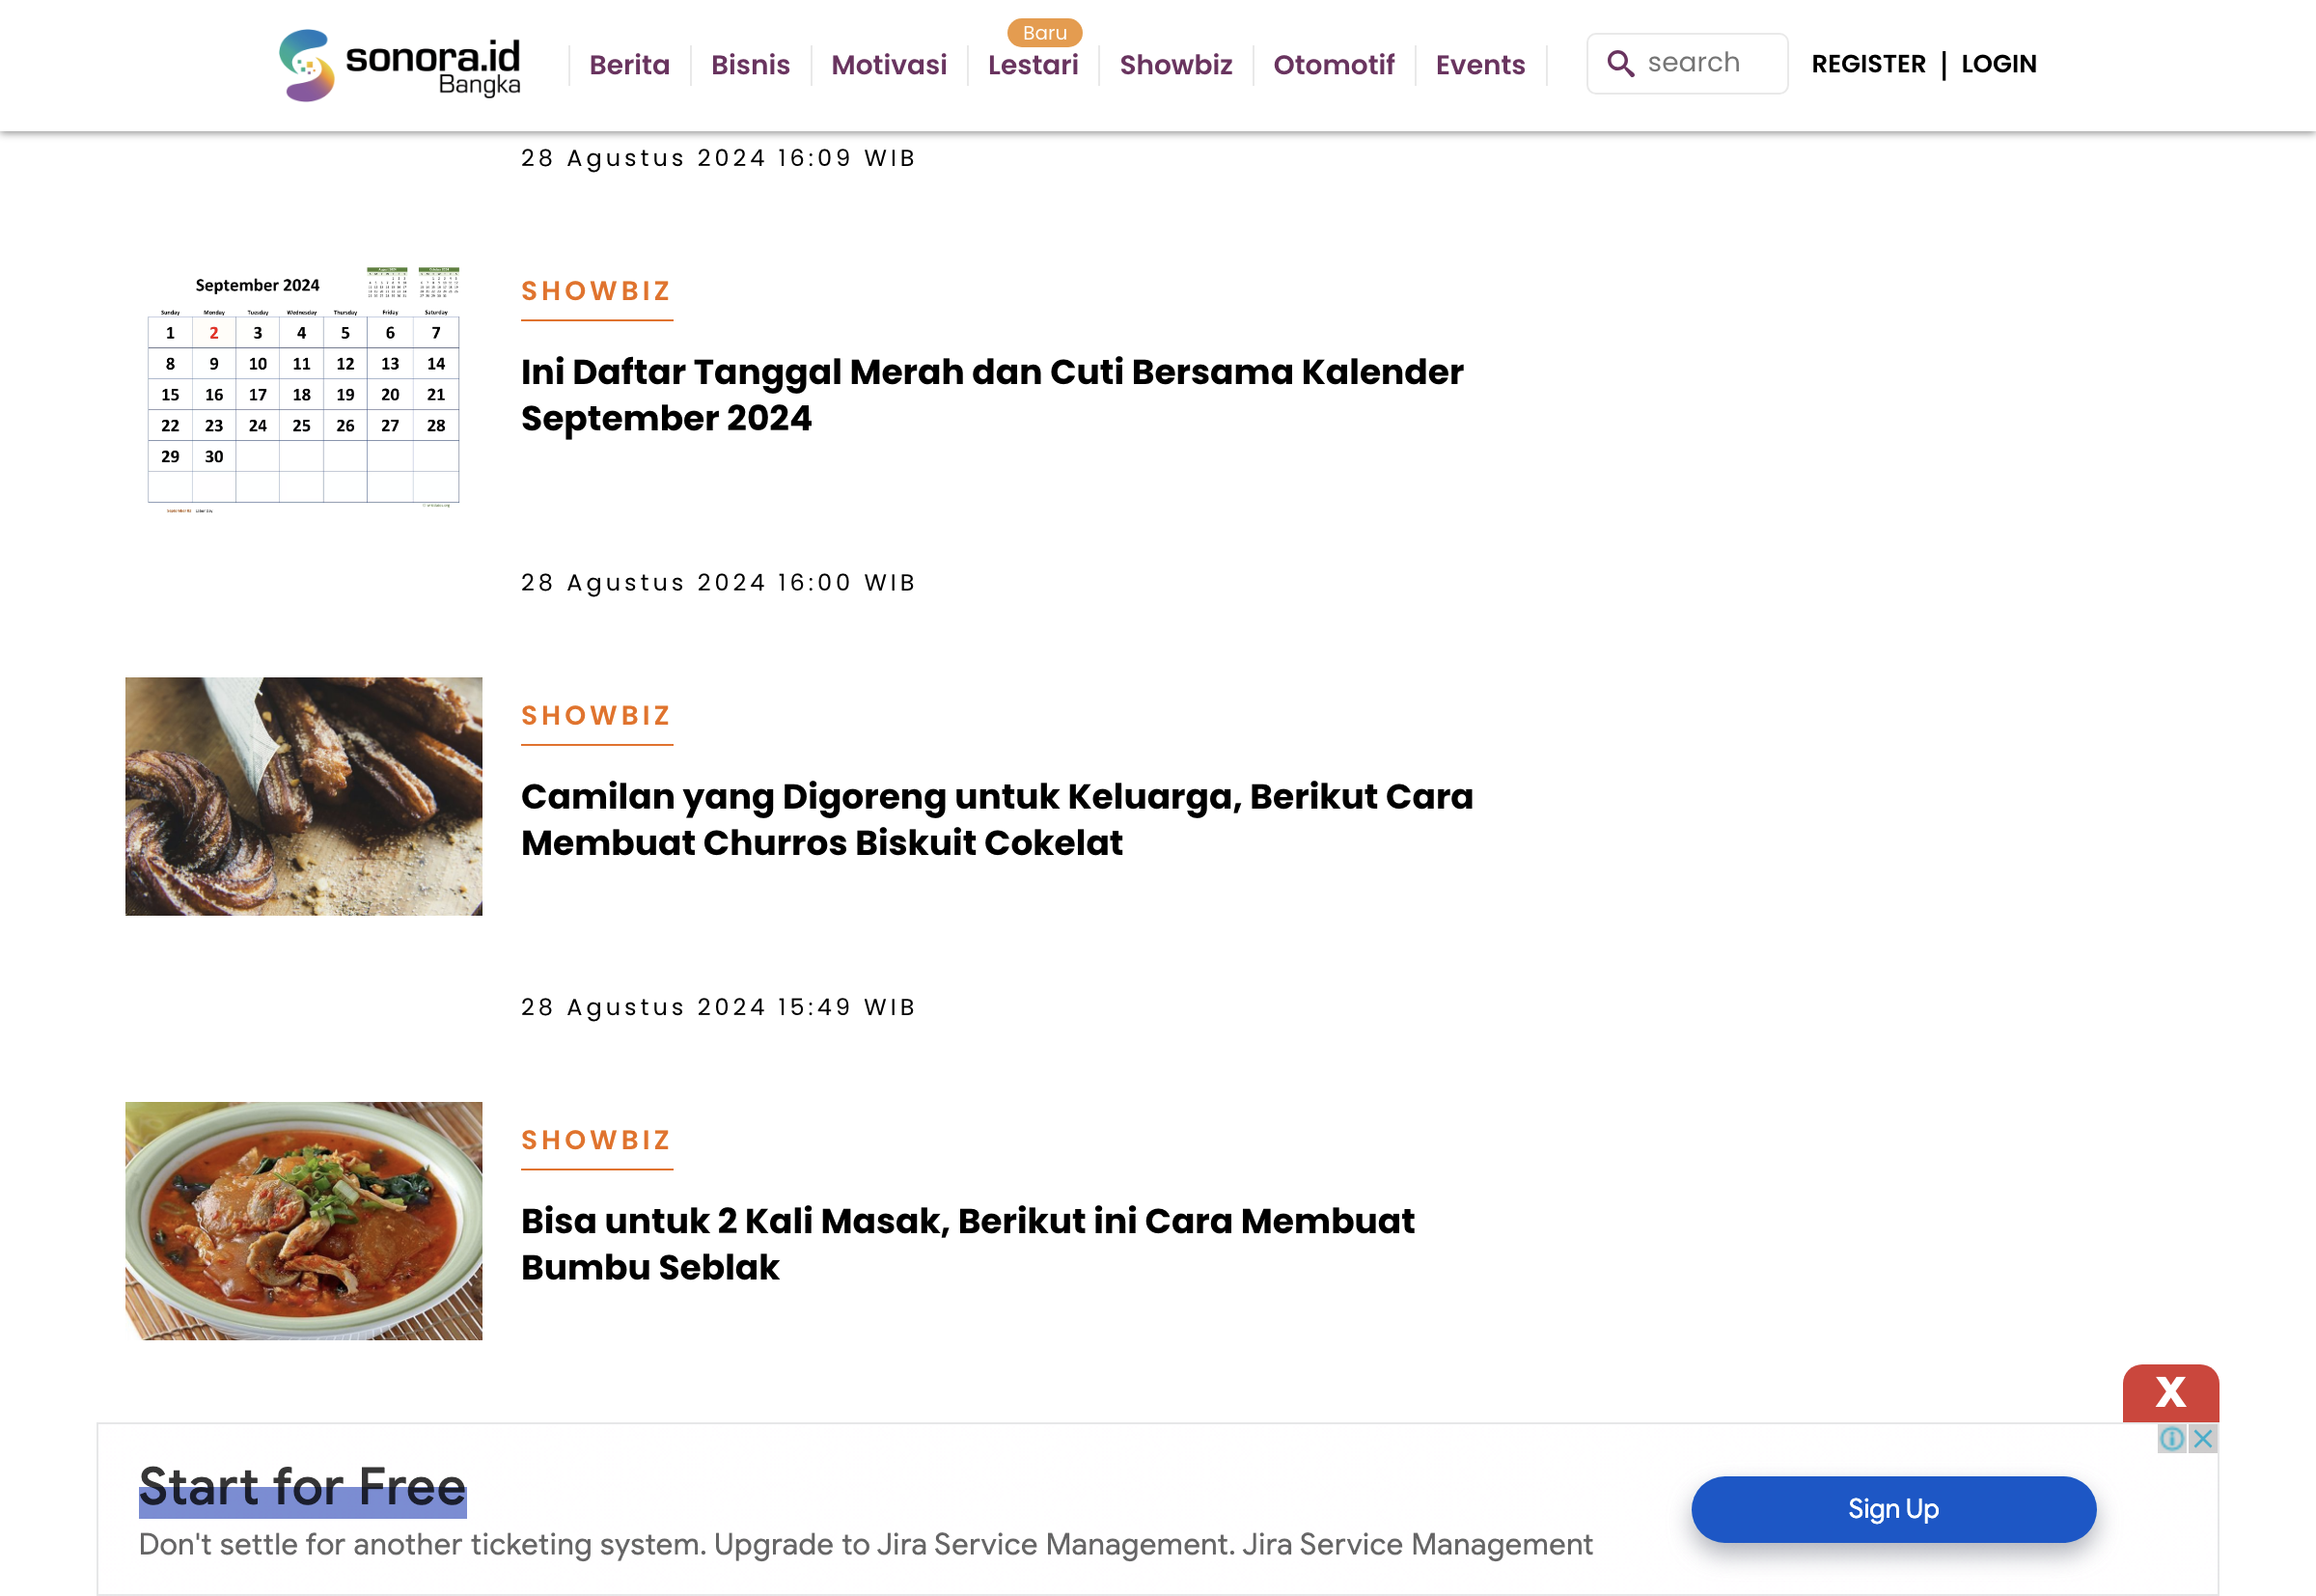 sonora.id
Bangka
Berita
Bisnis
Motivasi
Baru
Lestari
Showbiz
Otomotif
Events
search
REGISTER | LOGIN
28 Agustus 2024 16:09 WIB
September 2024
Sunday Monday Tuesday Wednesday Thursday Friday Saturday
1 2 3 4 5 6 7
8 9 10 11 12 13 14
15 16 17 18 19 20 21
22 23 24 25 26 27 28
29 30
SHOWBIZ
Ini Daftar Tanggal Merah dan Cuti Bersama Kalender
September 2024
28 Agustus 2024 16:00 WIB
SHOWBIZ
Camilan yang Digoreng untuk Keluarga, Berikut Cara
Membuat Churros Biskuit Cokelat
28 Agustus 2024 15:49 WIB
SHOWBIZ
Bisa untuk 2 Kali Masak, Berikut ini Cara Membuat
Bumbu Seblak
X
Start for Free
Don't settle for another ticketing system. Upgrade to Jira Service Management. Jira Service Management
Sign Up